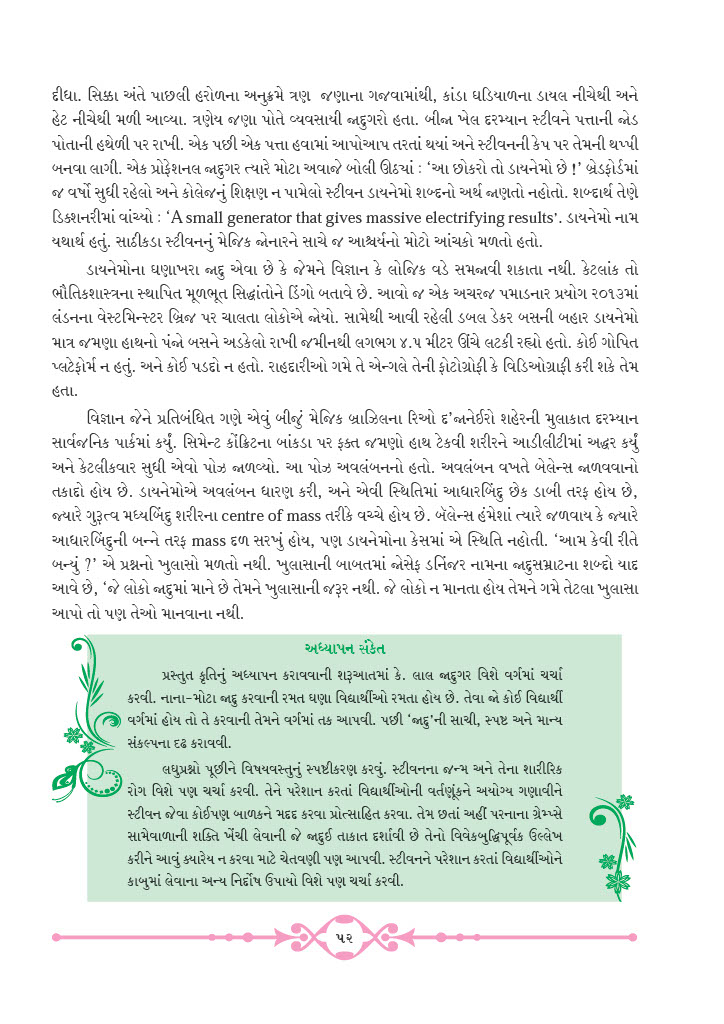 દીધા. સિક્કા અંતે પાછલી હરોળના અનુક્રમે ત્રણ જણાના ગજવામાંથી, કાંડા ઘડિયાળના ડાયલ નીચેથી અને
હેટ નીચેથી મળી આવ્યા. ત્રણેય જણા પોતે વ્યવસાયી જાદુગરો હતા. બીજા ખેલ દરમ્યાન સ્ટીવને પત્તાની જોડ
પોતાની હથેળી પર રાખી. એક પછી એક પત્તા હવામાં આપોઆપ તરતાં થયાં અને સ્ટીવનની કેપ પર તેમની થપ્પી
બનવા લાગી. એક પ્રોફેશનલ જાદુગર ત્યારે મોટા અવાજે બોલી ઊઠ્યાં : ‘આ છોકરો તો ડાયનેમો છે !’ બ્રેડફોર્ડમાં
જ વર્ષો સુધી રહેલો અને કોલેજનું શિક્ષણ ન પામેલો સ્ટીવન ડાયનેમો શબ્દનો અર્થ જાણતો નહોતો. શબ્દાર્થ તેણે
ડિક્શનરીમાં વાંચ્યો : ‘A small generator that gives massive electrifying results’. ડાયનેમો નામ
યથાર્થ હતું. સાઠીકડા સ્ટીવનનું મેજિક જોનારને સાચે જ આશ્ચર્યનો મોટો આંચકો મળતો હતો.
ડાયનેમોના ઘણાખરા જાદુ એવા છે કે જેમને વિજ્ઞાન કે લોજિક વડે સમજાવી શકાતા નથી. કેટલાંક તો
ભૌતિકશાસ્ત્રના સ્થાપિત મૂળભૂત સિદ્ધાંતોને ડિંગો બતાવે છે. આવો જ એક અચરજ પમાડનાર પ્રયોગ ૨૦૧૩માં
લંડનના વેસ્ટમિન્સ્ટર બ્રિજ પર ચાલતા લોકોએ જોયો. સામેથી આવી રહેલી ડબલ ડેકર બસની બહાર ડાયનેમો
માત્ર જમણા હાથનો પંજો બસને અડકેલો રાખી જમીનથી લગભગ ૪.૫ મીટર ઊંચે લટકી રહ્યો હતો. કોઈ ગોપિત
પ્લટેફોર્મ ન હતું. અને કોઈ પડદો ન હતો. રાહદારીઓ ગમે તે એન્ગલે તેની ફોટોગ્રોફી કે વિડિઓગ્રાફી કરી શકે તેમ
હતા.
વિજ્ઞાન જેને પ્રતિબંધિત ગણે એવું બીજું મેજિક બ્રાઝિલના રિઓ દ’જાનેઈરો શહેરની મુલાકાત દરમ્યાન
સાર્વજનિક પાર્કમાં કર્યું. સિમેન્ટ કોંક્રિટના બાંકડા પર ફક્ત જમણો હાથ ટેકવી શરીરને આડીલીટીમાં અદ્ધર કર્યું
અને કેટલીકવાર સુધી એવો પોઝ જાળવ્યો. આ પોઝ અવલંબનનો હતો. અવલંબન વખતે બેલેન્સ જાળવવાનો
તકાદો હોય છે. ડાયનેમોએ અવલંબન ધારણ કરી, અને એવી સ્થિતિમાં આધારબિંદુ છેક ડાબી તરફ હોય છે,
જ્યારે ગુરૂત્વ મધ્યબિંદુ શરીરના centre of mass તરીકે વચ્ચે હોય છે. બૅલેન્સ હંમેશાં ત્યારે જળવાય કે જ્યારે
આધારબિંદુની બન્ને તરફ mass દળ સરખું હોય, પણ ડાયનેમોના કેસમાં એ સ્થિતિ નહોતી. ‘આમ કેવી રીતે
બન્યું ?’ એ પ્રશ્નનો ખુલાસો મળતો નથી. ખુલાસાની બાબતમાં જોસેફ ડનિંજર નામના જાદુસમ્રાટના શબ્દો યાદ
આવે છે, ‘જે લોકો જાદુમાં માને છે તેમને ખુલાસાની જરૂર નથી. જે લોકો ન માનતા હોય તેમને ગમે તેટલા ખુલાસા
આપો તો પણ તેઓ માનવાના નથી.
અધ્યાપન સંકેત
પ્રસ્તુત કૃતિનું અધ્યાપન કરાવવાની શરૂઆતમાં કે. લાલ જાદુગર વિશે વર્ગમાં ચર્ચા
કરવી. નાના-મોટા જાદુ કરવાની રમત ઘણા વિદ્યાર્થીઓ રમતા હોય છે. તેવા જો કોઈ વિદ્યાર્થી
વર્ગમાં હોય તો તે કરવાની તેમને વર્ગમાં તક આપવી. પછી ‘જાદુ’ની સાચી, સ્પષ્ટ અને માન્ય
સંકલ્પના દૃઢ કરાવવી.
લઘુપ્રશ્નો પૂછીને વિષયવસ્તુનું સ્પષ્ટીકરણ કરવું. સ્ટીવનના જન્મ અને તેના શારીરિક
રોગ વિશે પણ ચર્ચા કરવી. તેને પરેશાન કરતાં વિદ્યાર્થીઓની વર્તણૂંકને અયોગ્ય ગણાવીને
સ્ટીવન જેવા કોઈપણ બાળકને મદદ કરવા પ્રોત્સાહિત કરવા. તેમ છતાં અહીં પરનાના ગ્રેમ્પ્સે
સામેવાળાની શક્તિ ખેંચી લેવાની જે જાદુઈ તાકાત દર્શાવી છે તેનો વિવેકબુદ્ધિપૂર્વક ઉલ્લેખ
કરીને આવું ક્યારેય ન કરવા માટે ચેતવણી પણ આપવી. સ્ટીવનને પરેશાન કરતાં વિદ્યાર્થીઓને
કાબુમાં લેવાના અન્ય નિર્દોષ ઉપાયો વિશે પણ ચર્ચા કરવી.
૫૨